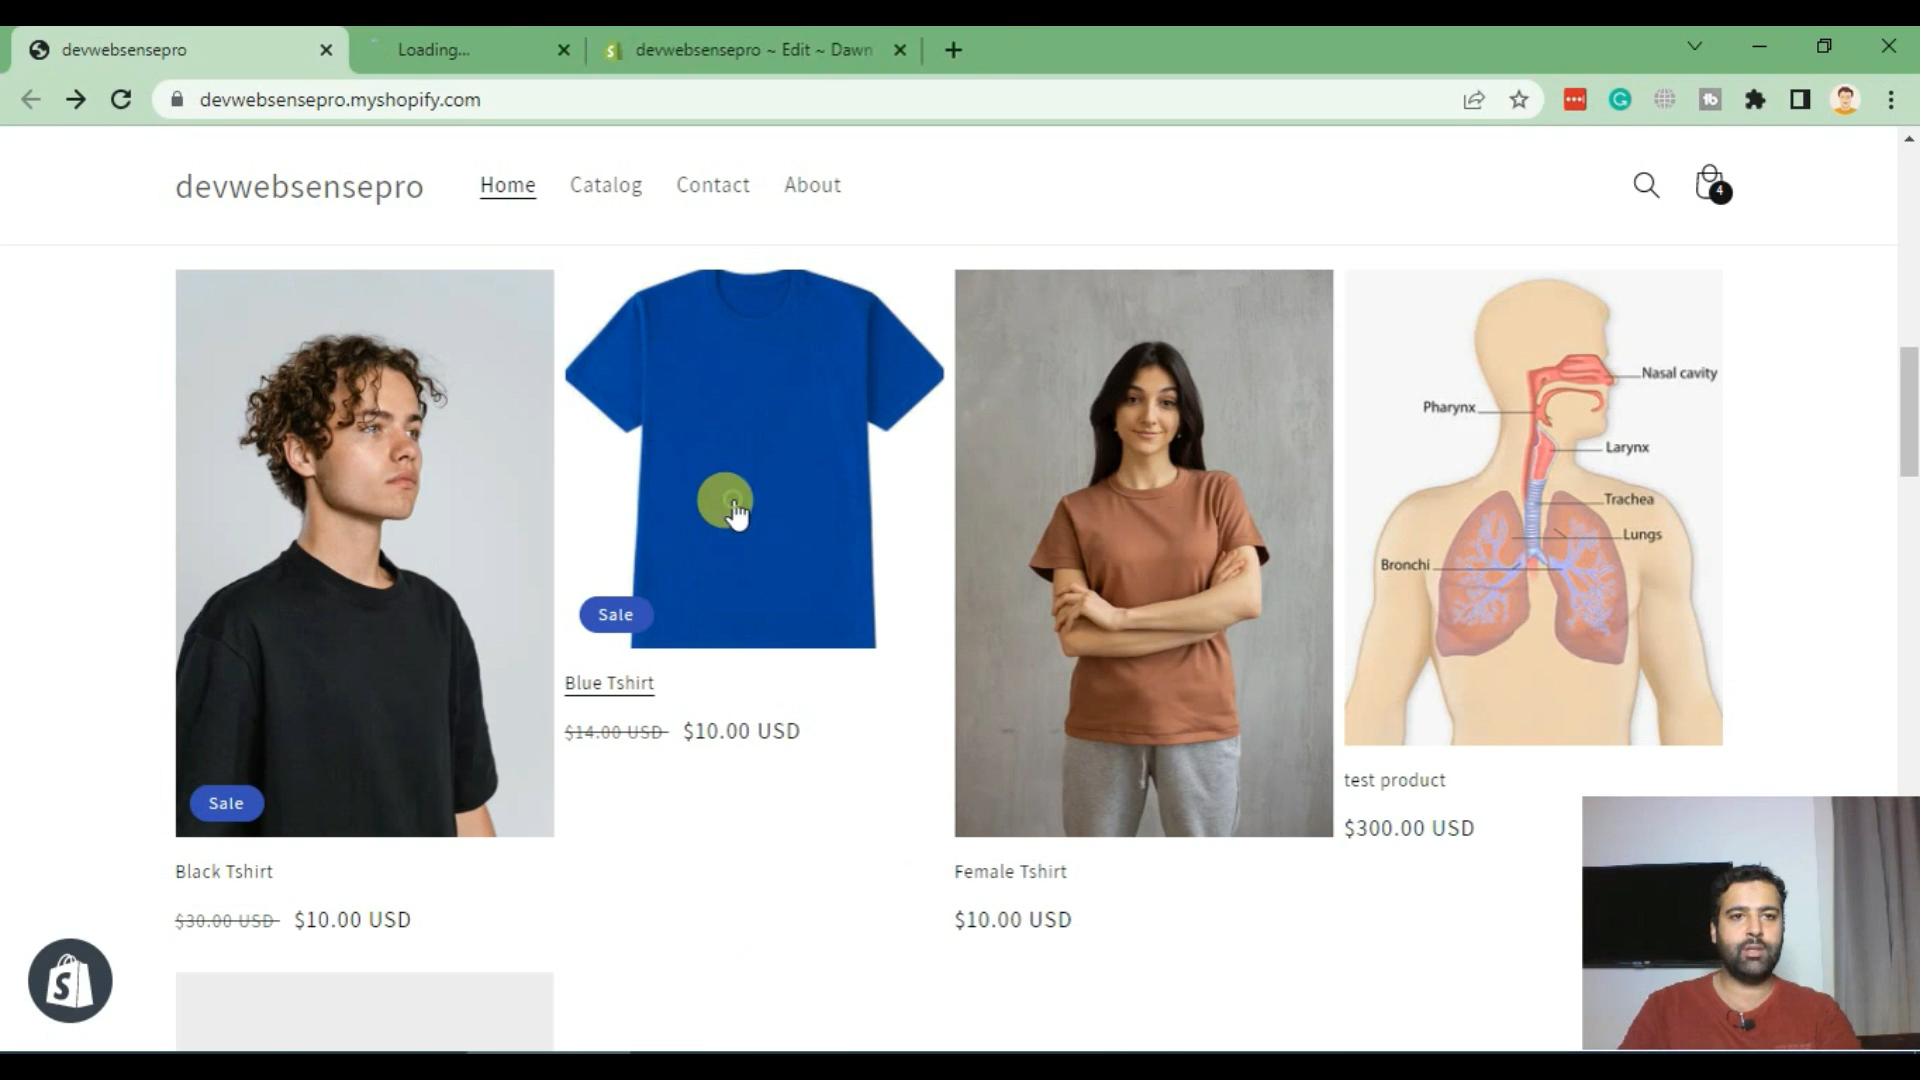 devwebsensepro
Loading...
devwebsensepro ~ Edit ~ Dawn
devwebsensepro.myshopify.com
devwebsensepro
Home
Catalog
Contact
About
4
Nasal cavity
Pharynx
Larynx
Trachea
Lungs
Bronchi
Sale
Sale
Blue Tshirt
$14.00 USD $10.00 USD
test product
$300.00 USD
Black Tshirt
$30.00 USD $10.00 USD
Female Tshirt
$10.00 USD